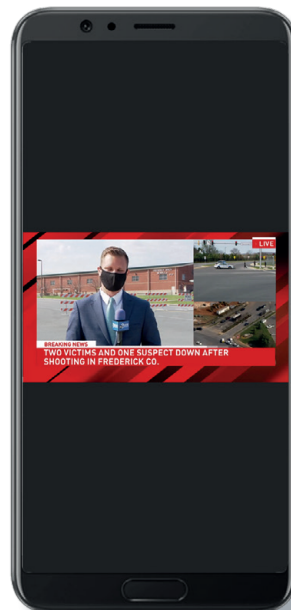 LIVE
BREAKING NEWS
TWO VICTIMS AND ONE SUSPECT DOWN AFTER
SHOOTING IN FREDERICK CO.